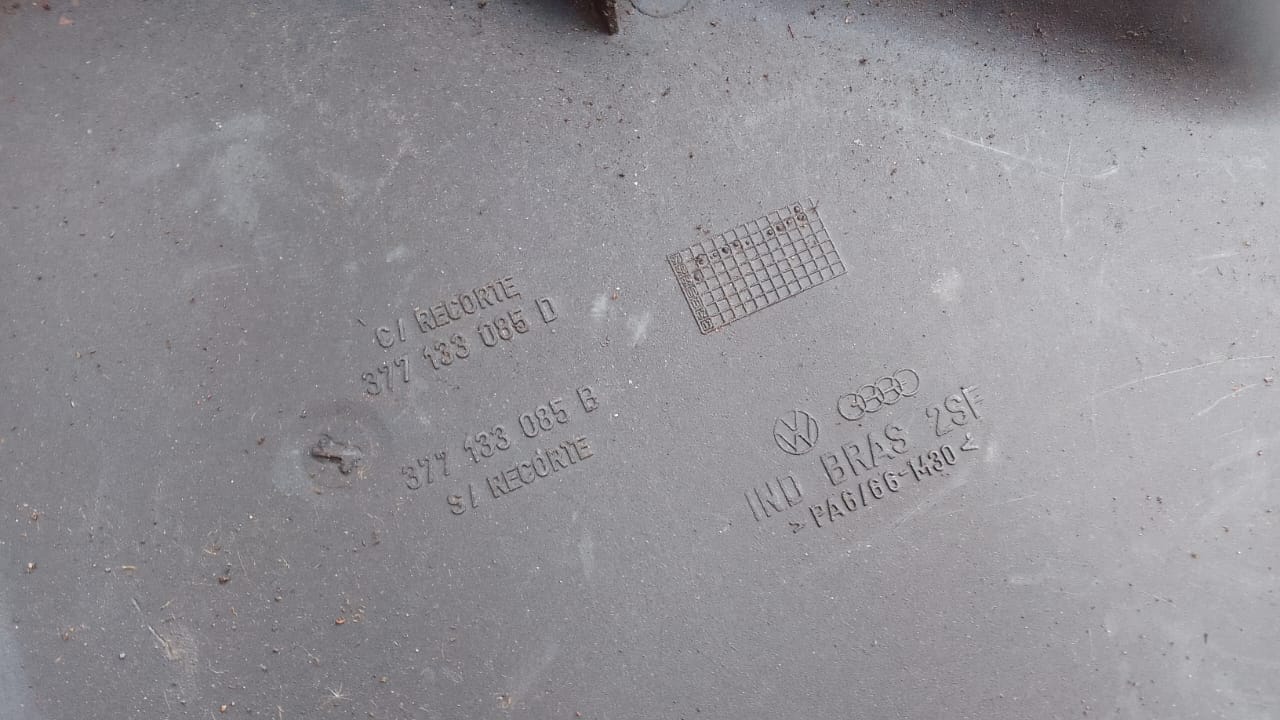 C/ RECORTE
377 133 085 D
377 133 085 B
S/ RECORTE
IND BRAS 2SF
>PA6/66-M30<